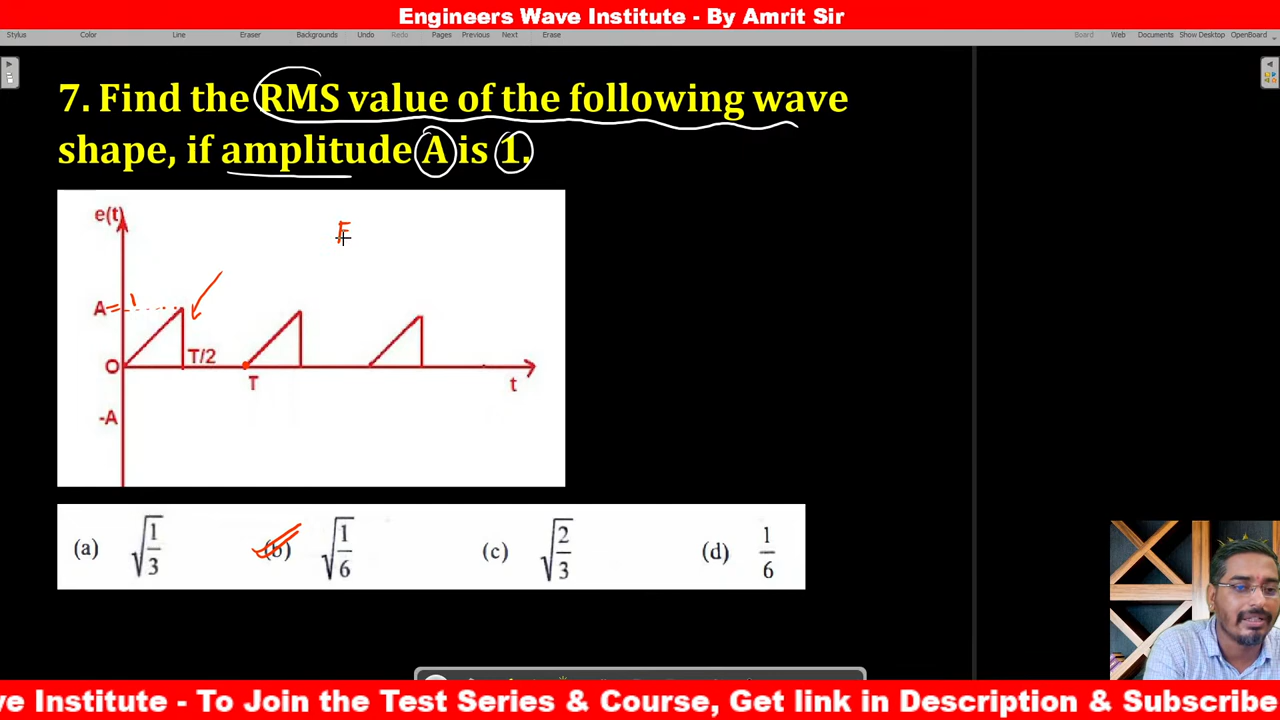 Engineers Wave Institute - By Amrit Sir
Stylus Color Line Eraser Backgrounds Undo Redo Pages Previous Next Erase Board Web Documents Show Desktop OpenBoard
7. Find the RMS value of the following wave
shape, if amplitude A is 1.
e(t)
A = 1
T/2
O
T
t
-A
F
(a) √(1/3) (b) √(1/6) (c) √(2/3) (d) 1/6
ve Institute - To Join the Test Series & Course, Get link in Description & Subscribe